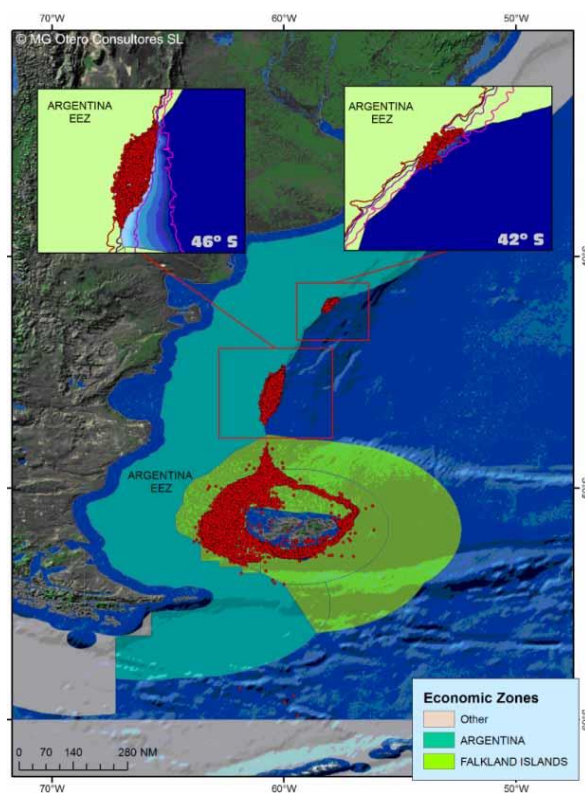 70°W
60°W
50°W
© MG Otero Consultores SL
ARGENTINA
EEZ
46° S
ARGENTINA
EEZ
42° S
ARGENTINA
EEZ
Economic Zones
Other
ARGENTINA
FALKLAND ISLANDS
0 70 140 280 NM
70°W
60°W
50°W